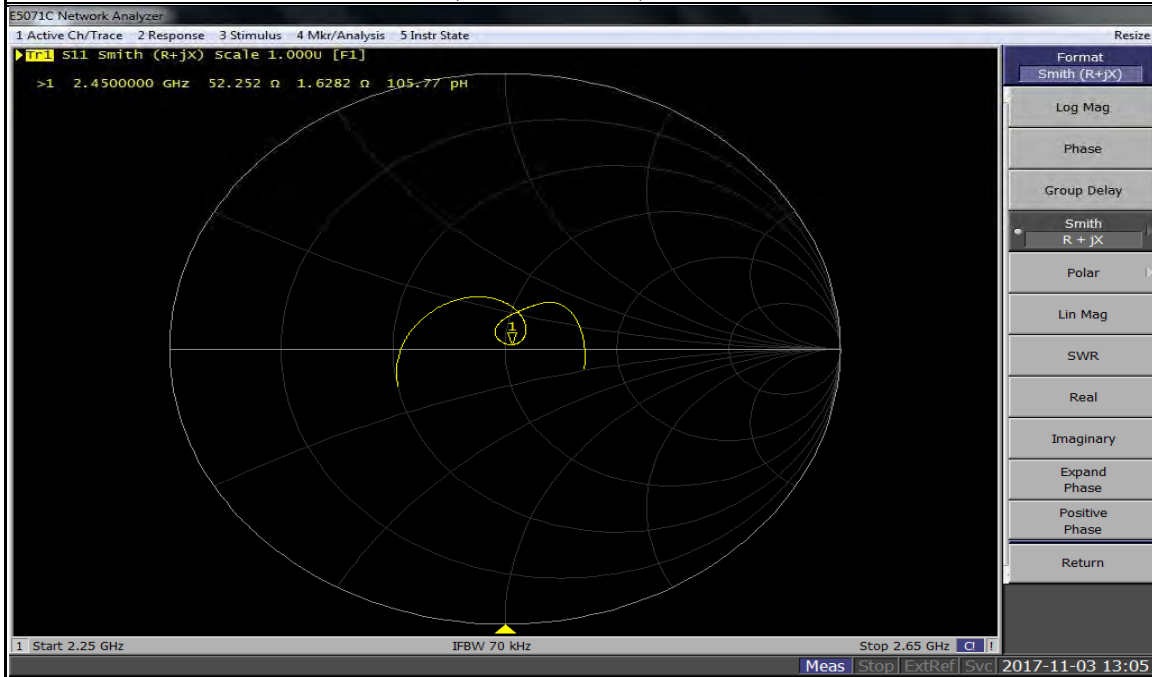 E5071C Network Analyzer
1 Active Ch/Trace 2 Response 3 Stimulus 4 Mkr/Analysis 5 Instr State
Resize
Tr1 S11 Smith (R+jX) Scale 1.000U [F1]
>1 2.4500000 GHz 52.252 Ω 1.6282 Ω 105.77 pH
1
Format
Smith (R+jX)
Log Mag
Phase
Group Delay
Smith
R + jX
Polar
Lin Mag
SWR
Real
Imaginary
Expand
Phase
Positive
Phase
Return
1 Start 2.25 GHz
IFBW 70 kHz
Stop 2.65 GHz C! !
Meas Stop ExtRef Svc 2017-11-03 13:05